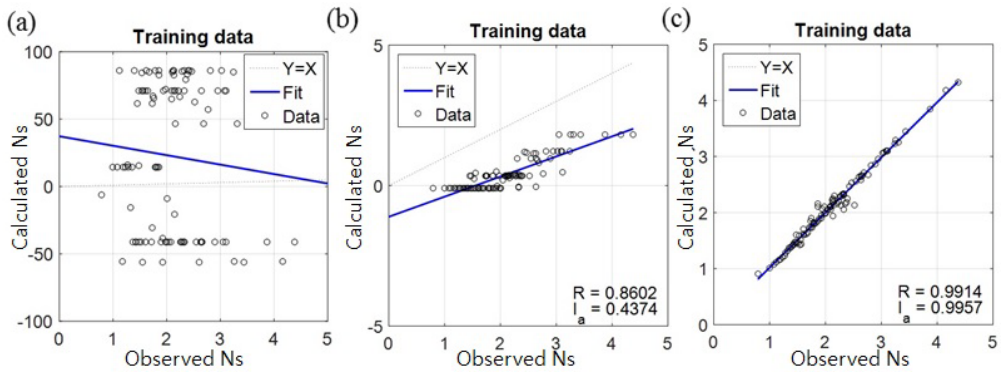 (a)
Training data
100
50
0
-50
-100
0 1 2 3 4 5
Calculated Ns
Observed Ns
Y=X
Fit
Data
(b)
Training data
5
0
-5
0 1 2 3 4 5
Calculated Ns
Observed Ns
Y=X
Fit
Data
R = 0.8602
I_a = 0.4374
(c)
Training data
5
4
3
2
1
0
0 1 2 3 4 5
Calculated Ns
Observed Ns
Y=X
Fit
Data
R = 0.9914
I_a = 0.9957